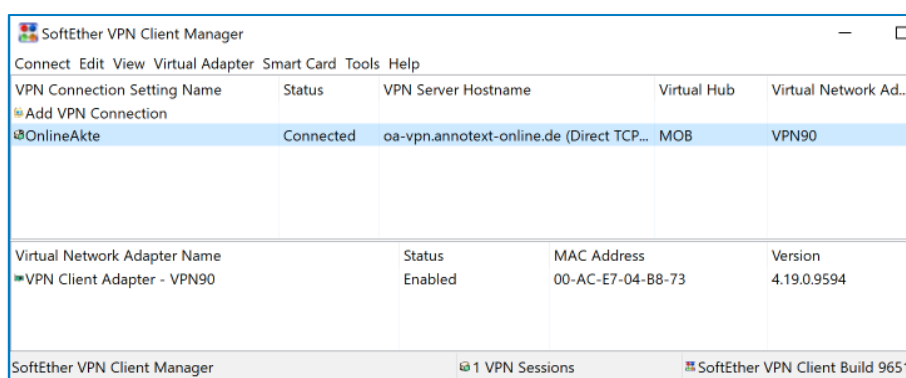 SoftEther VPN Client Manager
Connect Edit View Virtual Adapter Smart Card Tools Help
VPN Connection Setting Name Status VPN Server Hostname Virtual Hub Virtual Network Ad...
Add VPN Connection
OnlineAkte Connected oa-vpn.annotext-online.de (Direct TCP... MOB VPN90
Virtual Network Adapter Name Status MAC Address Version
VPN Client Adapter - VPN90 Enabled 00-AC-E7-04-B8-73 4.19.0.9594
SoftEther VPN Client Manager 1 VPN Sessions SoftEther VPN Client Build 9651